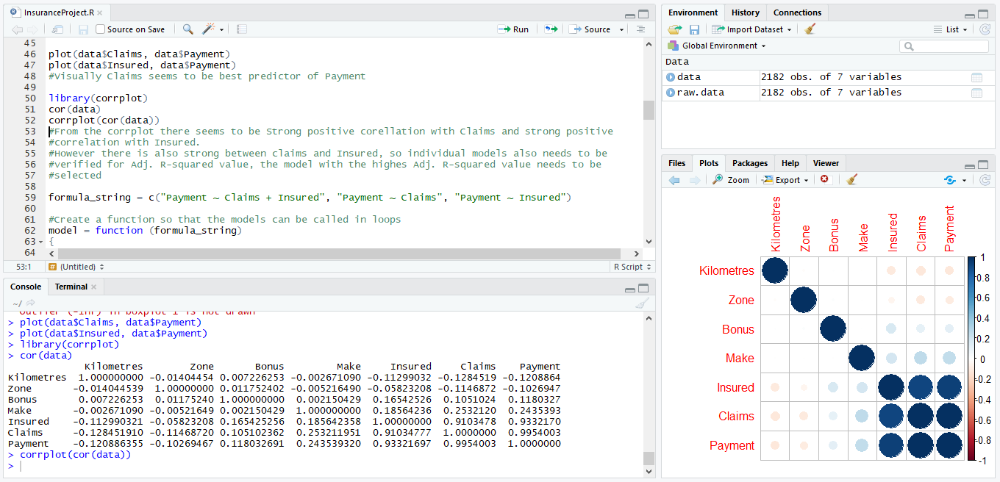 InsuranceProject.R
Source on Save
Run
Source
45
46 plot(data$Claims, data$Payment)
47 plot(data$Insured, data$Payment)
48 #Visually Claims seems to be best predictor of Payment
49
50 library(corrplot)
51 cor(data)
52 corrplot(cor(data))
53 #From the corrplot there seems to be Strong positive corellation with Claims and strong positive
54 #correlation with Insured.
55 #However there is also strong between claims and Insured, so individual models also needs to be
56 #verified for Adj. R-squared value, the model with the highes Adj. R-squared value needs to be
57 #selected
58
59 formula_string = c("Payment ~ Claims + Insured", "Payment ~ Claims", "Payment ~ Insured")
60
61 #Create a function so that the models can be called in loops
62 model = function (formula_string)
63 {
64
53:1 # (Untitled) R Script
Console Terminal
~/
> plot(data$Claims, data$Payment)
> plot(data$Insured, data$Payment)
> library(corrplot)
> cor(data)
Kilometres Zone Bonus Make Insured Claims Payment
Kilometres 1.000000000 -0.01404454 0.007226253 -0.002671090 -0.11299032 -0.1284519 -0.1208864
Zone -0.014044539 1.00000000 0.011752402 -0.005216490 -0.05823208 -0.1146872 -0.1026947
Bonus 0.007226253 0.01175240 1.000000000 0.002150429 0.16542526 0.1051024 0.1180327
Make -0.002671090 -0.00521649 0.002150429 1.000000000 0.18564236 0.2532120 0.2435393
Insured -0.112990321 -0.05823208 0.165425256 0.185642358 1.00000000 0.9103478 0.9332170
Claims -0.128451910 -0.11468720 0.105102362 0.253211951 0.91034777 1.0000000 0.9954003
Payment -0.120886355 -0.10269467 0.118032691 0.243539320 0.93321697 0.9954003 1.0000000
> corrplot(cor(data))
>
Environment History Connections
Import Dataset List
Global Environment
Data
data 2182 obs. of 7 variables
raw.data 2182 obs. of 7 variables
Files Plots Packages Help Viewer
Zoom Export
Kilometres
Zone
Bonus
Make
Insured
Claims
Payment
Kilometres
Zone
Bonus
Make
Insured
Claims
Payment
1
0.8
0.6
0.4
0.2
0
-0.2
-0.4
-0.6
-0.8
-1